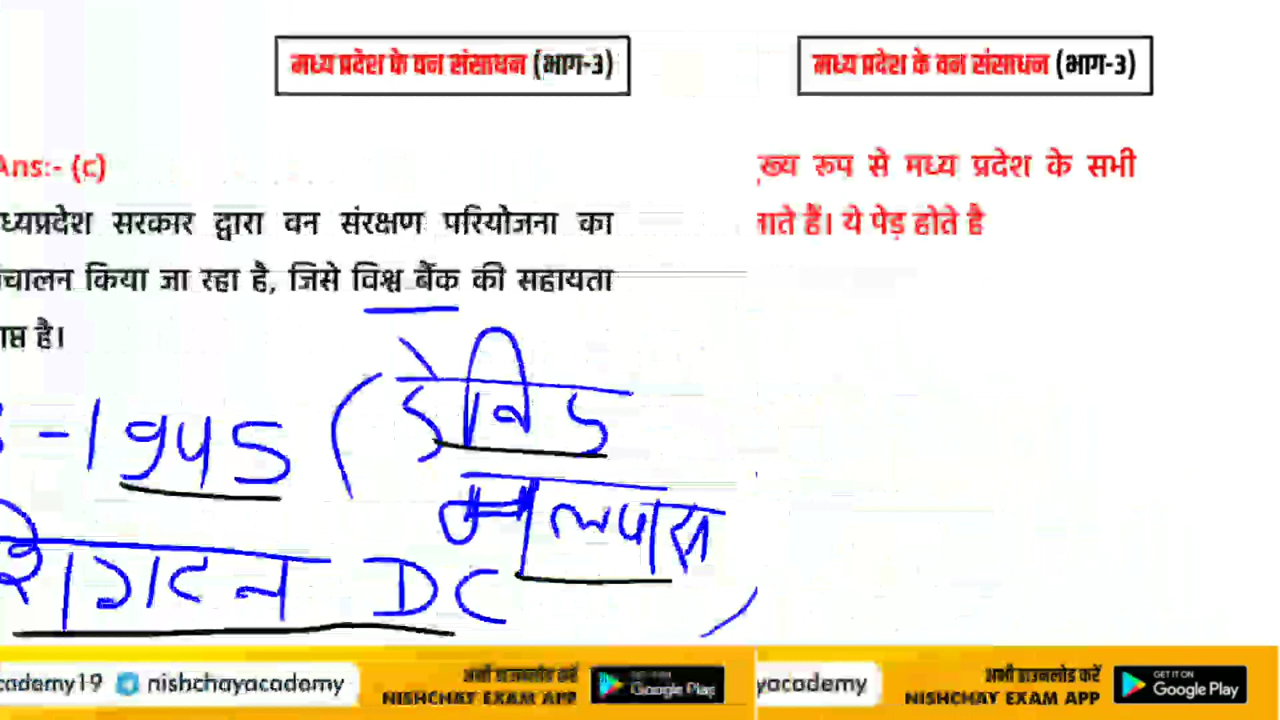 मध्य प्रदेश के वन संसाधन (भाग-3)
Ans:- (c)
ध्यप्रदेश सरकार द्वारा वन संरक्षण परियोजना का
चालन किया जा रहा है, जिसे विश्व बैंक की सहायता
है।
-1945 (डेविड
माल्पास
शिंगटन DC )
cademy19 nishchayacademy
अभी डाउनलोड करें
NISHCHAY EXAM APP
GET IT ON
Google Play
मध्य प्रदेश के वन संसाधन (भाग-3)
ख्य रूप से मध्य प्रदेश के सभी
जाते हैं। ये पेड़ होते है
yacademy
अभी डाउनलोड करें
NISHCHAY EXAM APP
GET IT ON
Google Play